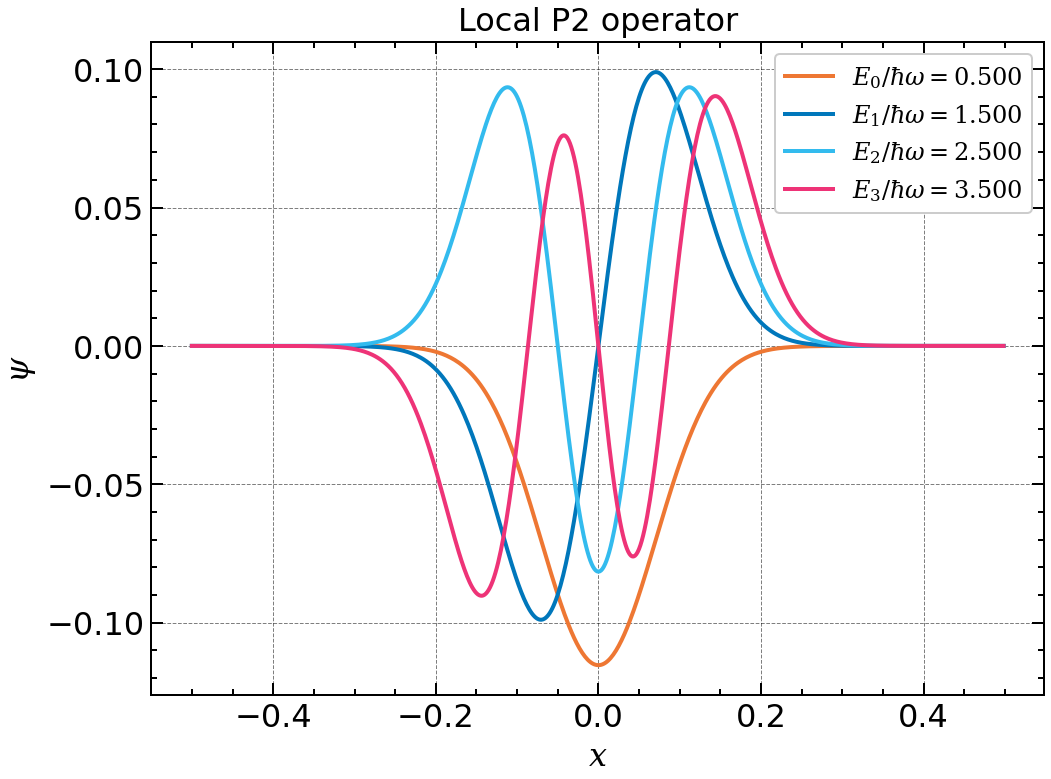 Local P2 operator
E₀/ħω = 0.500
E₁/ħω = 1.500
E₂/ħω = 2.500
E₃/ħω = 3.500
0.10
0.05
0.00
−0.05
−0.10
ψ
−0.4 −0.2 0.0 0.2 0.4
x